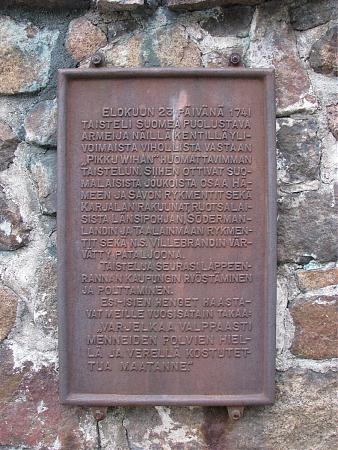 ELOKUUN 23 PÄIVÄNÄ 1741
TAISTELI SUOMEA PUOLUSTAVA
ARMEIJA NÄILLÄ KENTILLÄ YLI-
VOIMAISTA VIHOLLISTA VASTAAN
„PIKKU WIHAN" HUOMATTAVIMMAN
TAISTELUN. SIIHEN OTTIVAT SUO-
MALAISISTA JOUKOISTA OSAA HÄ-
MEEN JA SAVON RYKMENTIT SEKÄ
KARJALAN RAKUUNAT RUOTSALAI-
SISTA LÄNSIPOHJAN, SÖDERMAN-
LANDIN JA TAALAINMAAN RYKMEN-
TIT SEKÄ NIS VILLEBRANDIN VÄR-
VÄTTY PATALJOONA.
TAISTELUA SEURASI LAPPEEN-
RANNAN KAUPUNGIN RYÖSTÄMINEN
JA POLTTAMINEN.
ESI-ISIEN HENGET HAASTA-
VAT MEILLE VUOSISATAIN TAKAA:
„VARJELKAA VALPPAASTI
MENNEIDEN POLVIEN HIEL-
LÄ JA VERELLÄ KOSTUTET-
TUA MAATANNE."